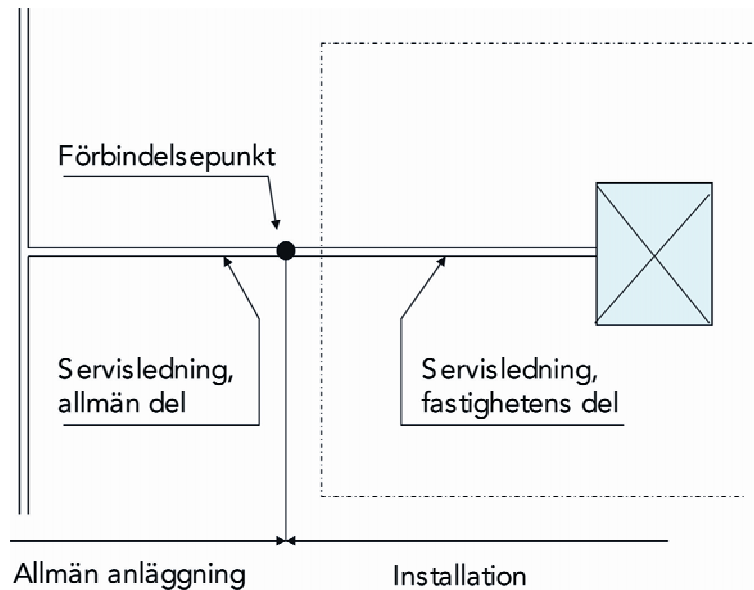 Förbindelsepunkt
Servisledning,
allmän del
Servisledning,
fastighetens del
Allmän anläggning
Installation